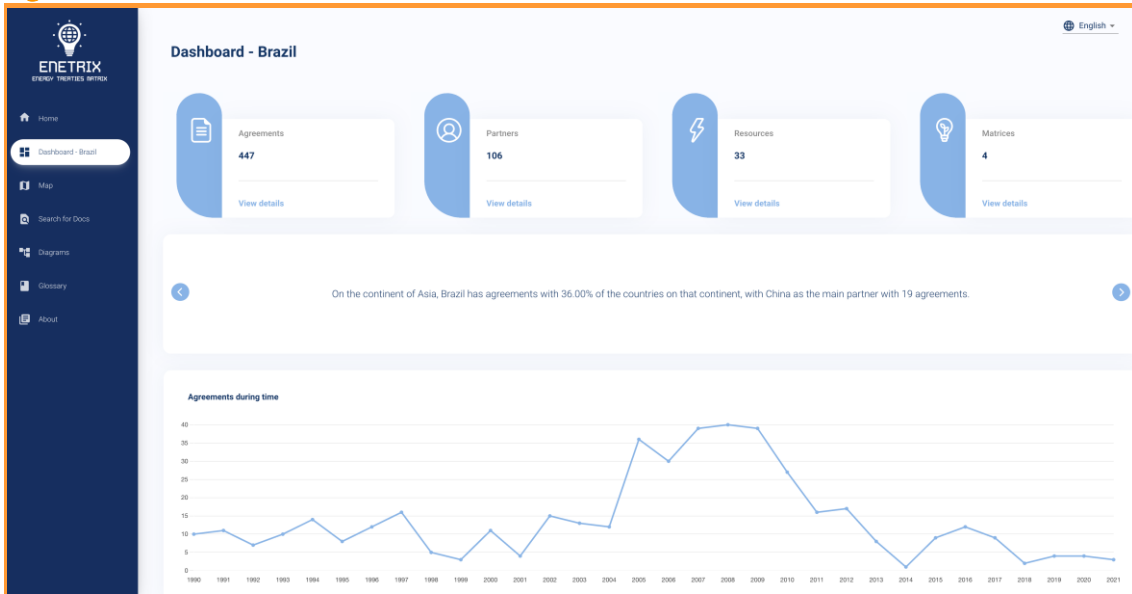 ENETRIX
ENERGY TREATIES MATRIX
Home
Dashboard - Brazil
Map
Search for Docs
Diagrams
Glossary
About
English
Dashboard - Brazil
Agreements
447
View details
Partners
106
View details
Resources
33
View details
Matrices
4
View details
On the continent of Asia, Brazil has agreements with 36.00% of the countries on that continent, with China as the main partner with 19 agreements.
Agreements during time
40
35
30
25
20
15
10
5
0
1990 1991 1992 1993 1994 1995 1996 1997 1998 1999 2000 2001 2002 2003 2004 2005 2006 2007 2008 2009 2010 2011 2012 2013 2014 2015 2016 2017 2018 2019 2020 2021